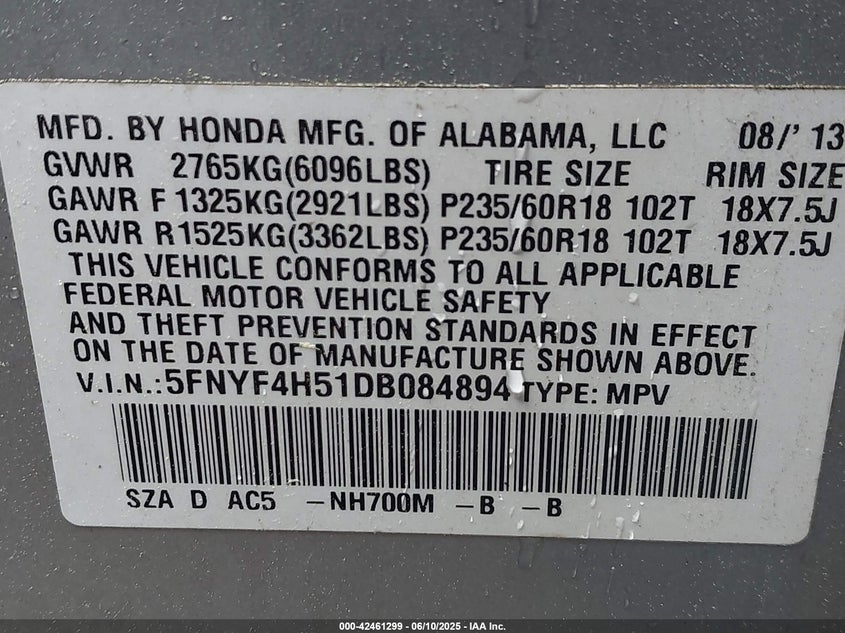 MFD. BY HONDA MFG. OF ALABAMA, LLC 08/' 13
GVWR 2765KG(6096LBS) TIRE SIZE RIM SIZE
GAWR F 1325KG(2921LBS) P235/60R18 102T 18X7.5J
GAWR R1525KG(3362LBS) P235/60R18 102T 18X7.5J
THIS VEHICLE CONFORMS TO ALL APPLICABLE
FEDERAL MOTOR VEHICLE SAFETY
AND THEFT PREVENTION STANDARDS IN EFFECT
ON THE DATE OF MANUFACTURE SHOWN ABOVE.
V.I.N.:5FNYF4H51DB084894 TYPE: MPV
SZA D AC5 -NH700M -B -B
000-42461299 - 06/10/2025 - IAA Inc.